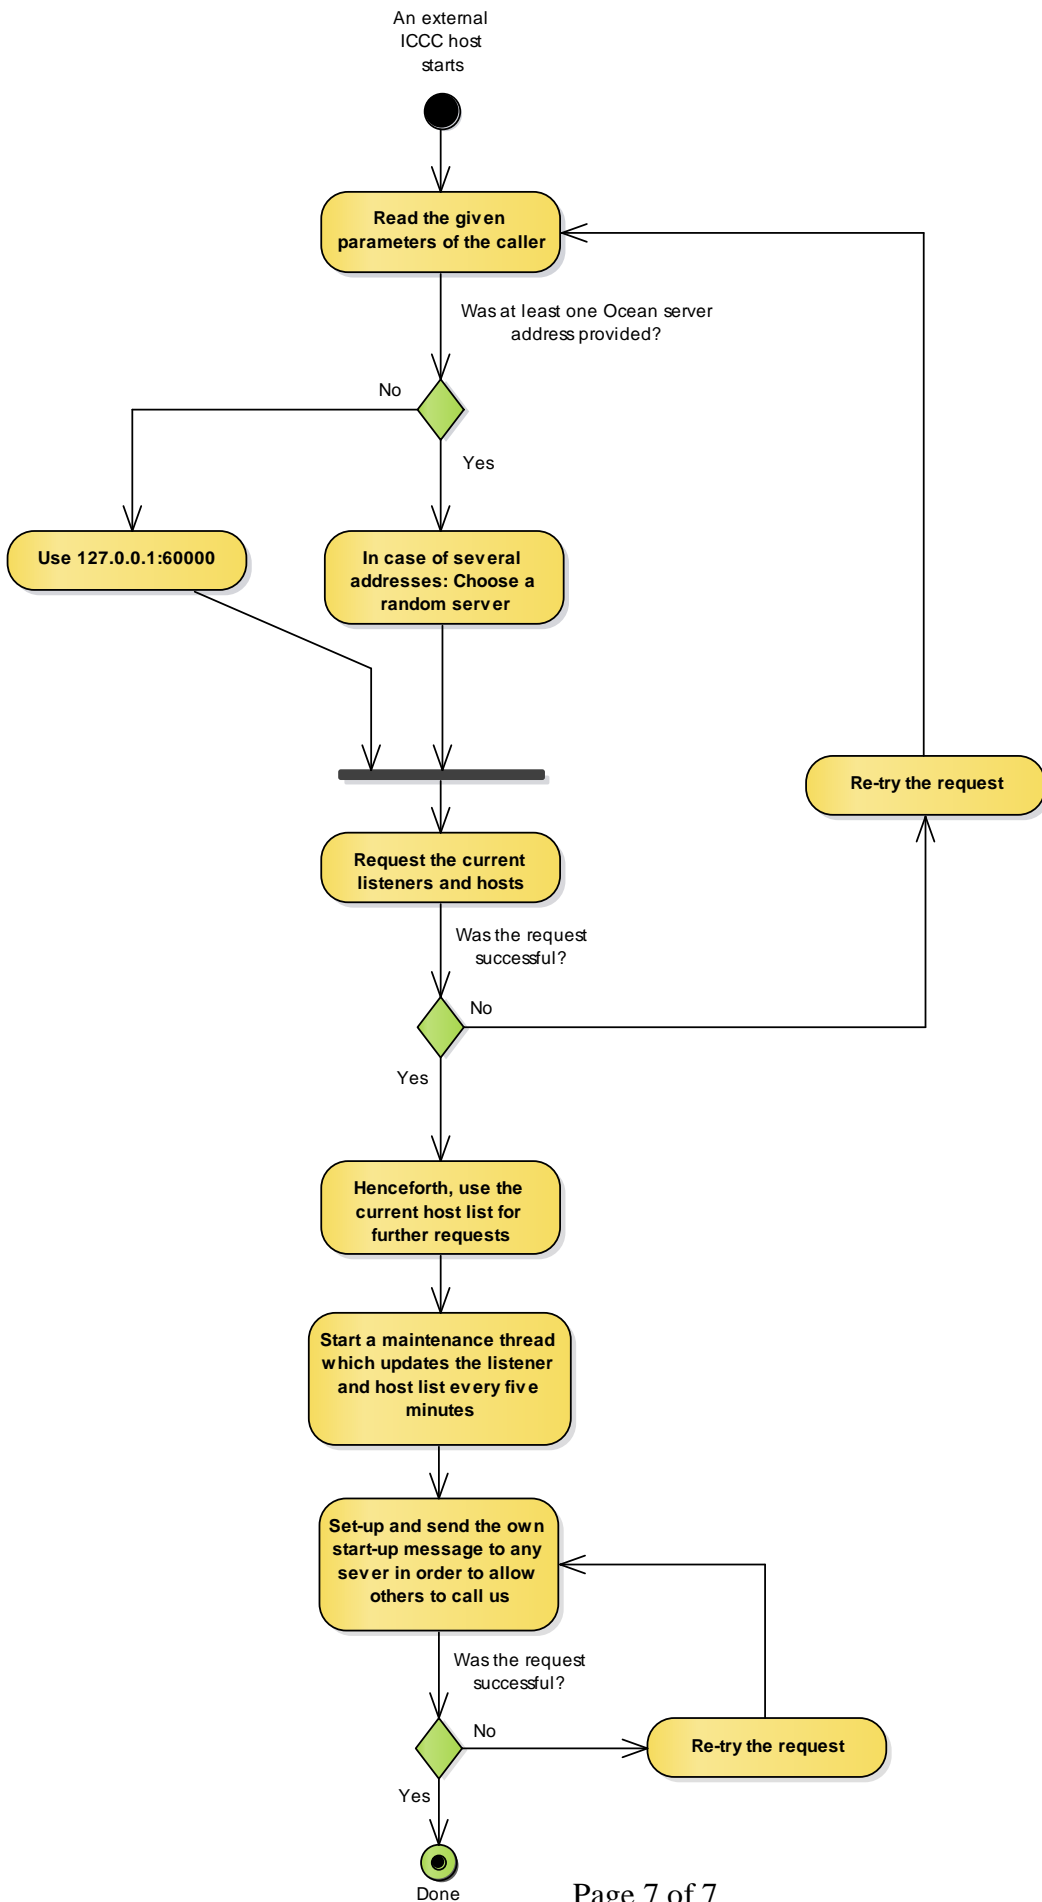 An external
ICCC host
starts
Read the given
parameters of the caller
Was at least one Ocean server
address provided?
No
Yes
Use 127.0.0.1:60000
In case of several
addresses: Choose a
random server
Re-try the request
Request the current
listeners and hosts
Was the request
successful?
No
Yes
Henceforth, use the
current host list for
further requests
Start a maintenance thread
which updates the listener
and host list every five
minutes
Set-up and send the own
start-up message to any
sever in order to allow
others to call us
Was the request
successful?
No
Re-try the request
Yes
Done
Page 7 of 7